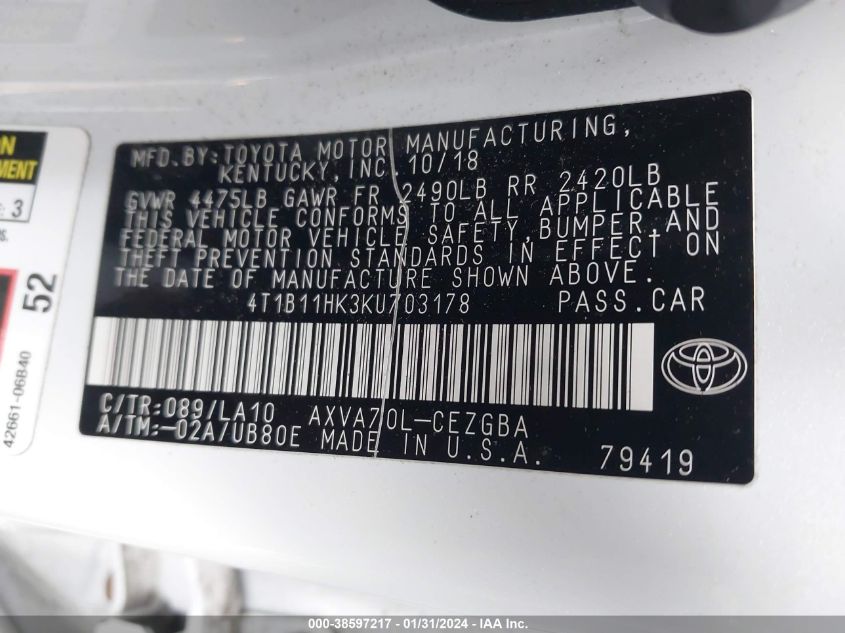 MFD.BY:TOYOTA MOTOR MANUFACTURING,
KENTUCKY,INC.10/18
GVWR 4475LB GAWR FR 2490LB RR 2420LB
THIS VEHICLE CONFORMS TO ALL APPLICABLE
FEDERAL MOTOR VEHICLE SAFETY,BUMPER,AND
THEFT PREVENTION STANDARDS IN EFFECT ON
THE DATE OF MANUFACTURE SHOWN ABOVE.
4T1B11HK3KU703178 PASS.CAR
C/TR:089/LA10 AXVA70L-CEZGBA
A/TM:-02A/UB80E MADE IN U.S.A. 79419
3
52
42661-06B40
000-38597217 - 01/31/2024 - IAA Inc.